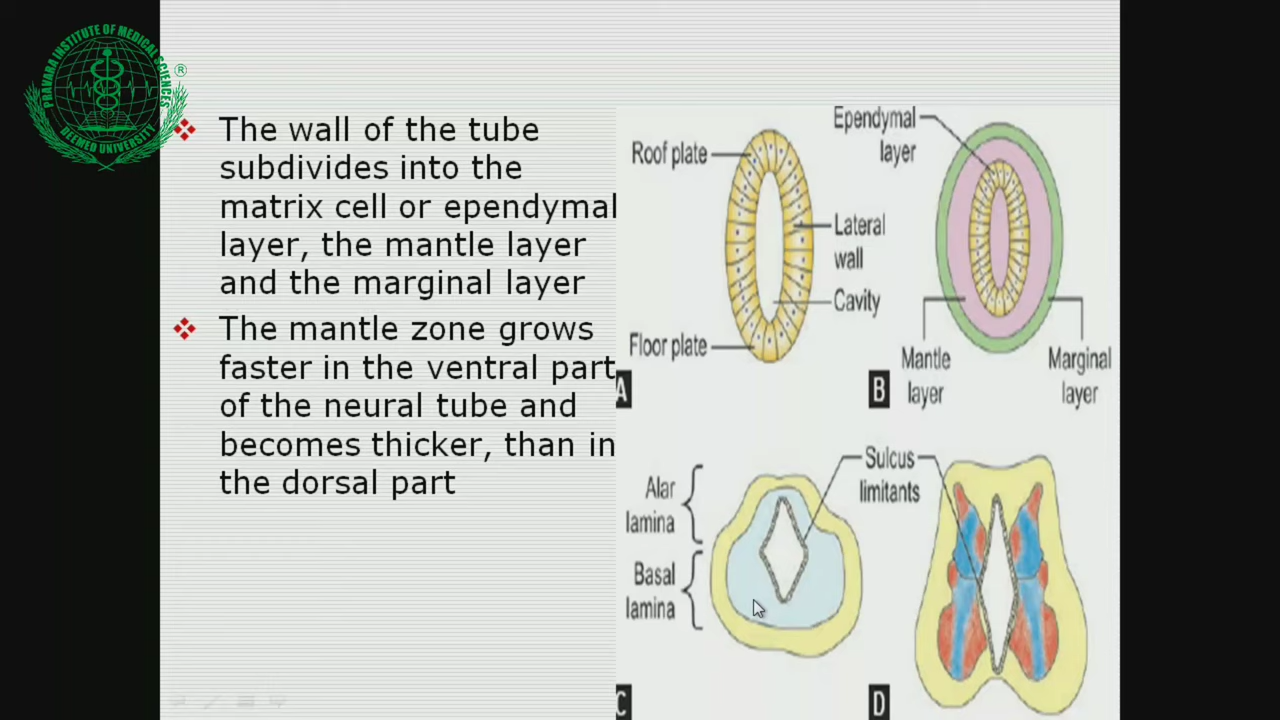 PRAVARA INSTITUTE OF MEDICAL SCIENCES
DEEMED UNIVERSITY
®
The wall of the tube
subdivides into the
matrix cell or ependymal
layer, the mantle layer
and the marginal layer
The mantle zone grows
faster in the ventral part
of the neural tube and
becomes thicker, than in
the dorsal part
Roof plate
Lateral
wall
Cavity
Floor plate
A
Ependymal
layer
Mantle
layer
Marginal
layer
B
Alar
lamina
Basal
lamina
C
Sulcus
limitants
D